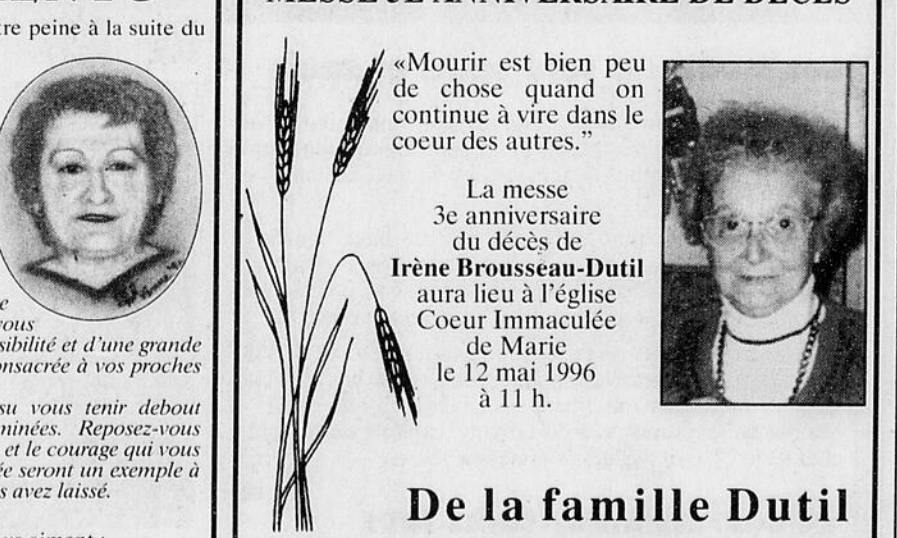 tre peine à la suite du
vous
sibilité et d'une grande
onsacrée à vos proches
su vous tenir debout
minées. Reposez-vous
et le courage qui vous
ée seront un exemple à
s avez laissé.
MESSE 3E ANNIVERSAIRE DE DÉCÈS
«Mourir est bien peu
de chose quand on
continue à vire dans le
coeur des autres.”
La messe
3e anniversaire
du décès de
Irène Brousseau-Dutil
aura lieu à l'église
Coeur Immaculée
de Marie
le 12 mai 1996
à 11 h.
De la famille Dutil